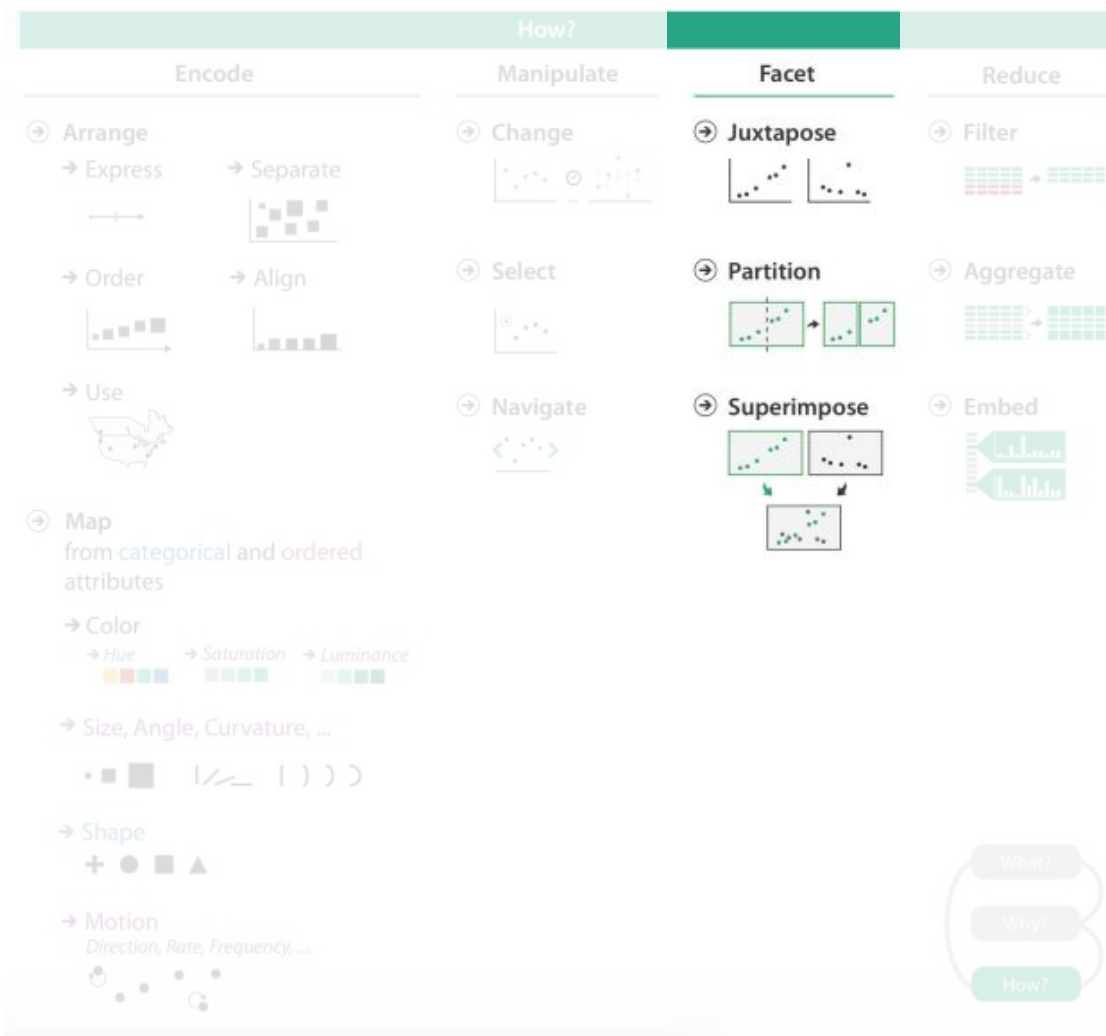 How?
Encode
Manipulate
Facet
Reduce
Arrange
→ Express
→ Separate
→ Order
→ Align
→ Use
Map
from categorical and ordered
attributes
→ Color
→ Hue → Saturation → Luminance
→ Size, Angle, Curvature, ...
→ Shape
→ Motion
Direction, Rate, Frequency, ...
Change
...
Select
Navigate
Juxtapose
Partition
Superimpose
Filter
Aggregate
Embed
What?
Why?
How?